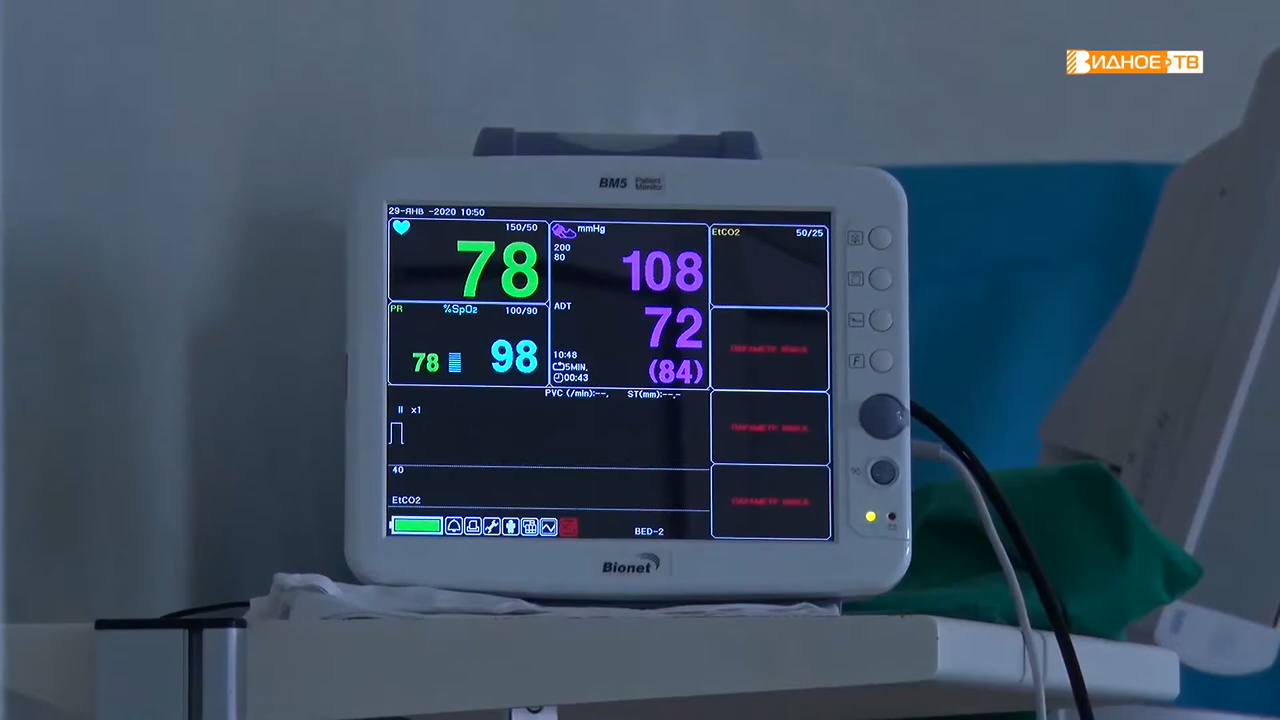 ВИДНОЕ ТВ
BM5 Patient Monitor
29-ЯНВ -2020 10:50
150/50
78
mmHg
200
80
108
EtCO2 50/25
PR %SpO2 100/90
78 98
ADT
72
10:48
5MIN,
00:43
(84)
PVC (/min):--, ST(mm):--,-
II x1
40
EtCO2
BED-2
Bionet
F